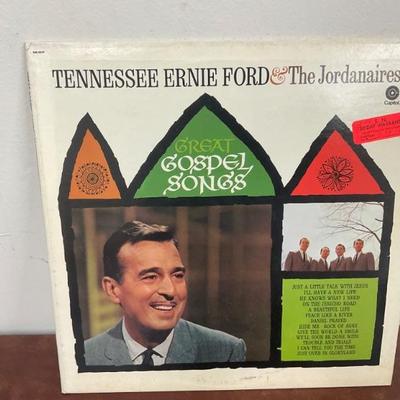 TENNESSEE ERNIE FORD & The Jordanaires
Capitol
GREAT
GOSPEL
SONGS
JUST A LITTLE TALK WITH JESUS
I'LL HAVE A NEW LIFE
HE KNOWS WHAT I NEED
ON THE JERICHO ROAD
A BEAUTIFUL LIFE
PEACE LIKE A RIVER
DANIEL PRAYED
HIDE ME · ROCK OF AGES
GIVE THE WORLD A SMILE
WE'LL SOON BE DONE WITH
TROUBLE AND TRIALS
I CAN TELL YOU THE TIME
JUST OVER IN GLORYLAND